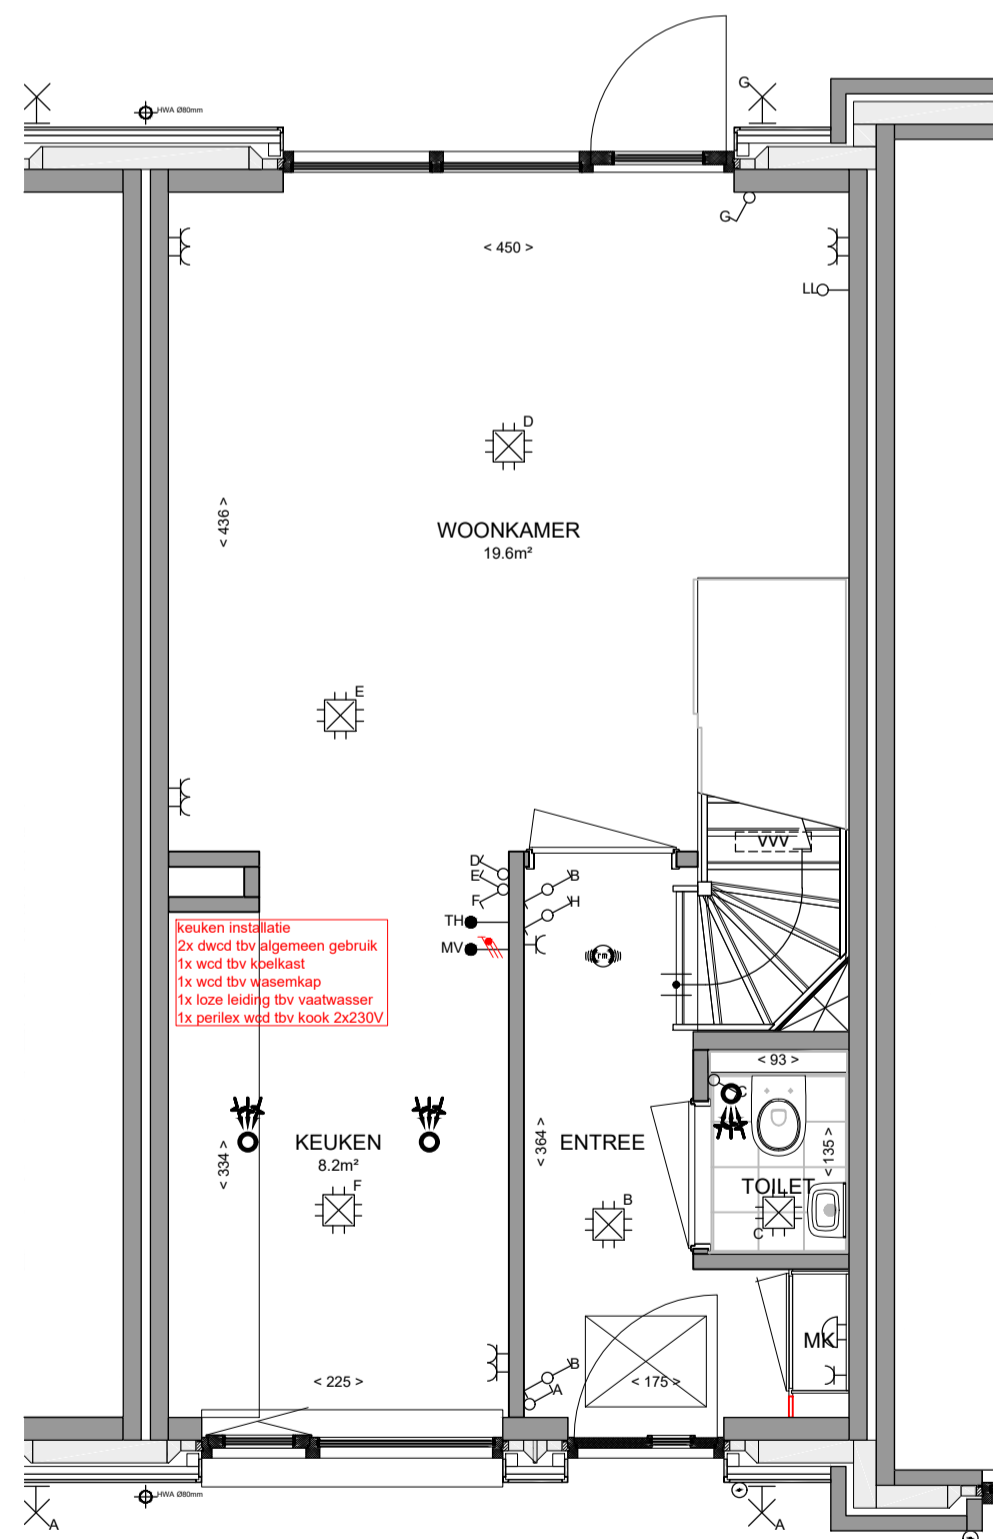 G
HWA Ø80mm
G
< 450 >
LL
D
< 436 >
WOONKAMER
19.6m²
E
VVV
D
E
F
B
H
TH
MV
keuken installatie
2x dwcd tbv algemeen gebruik
1x wcd tbv koelkast
1x wcd tbv wasemkap
1x loze leiding tbv vaatwasser
1x perilex wcd tbv kook 2x230V
rm
< 93 >
C
< 334 >
KEUKEN
8.2m²
< 364 >
ENTREE
< 135 >
TOILET
F
B
C
MK
B
A
< 225 >
< 175 >
HWA Ø80mm
A
A